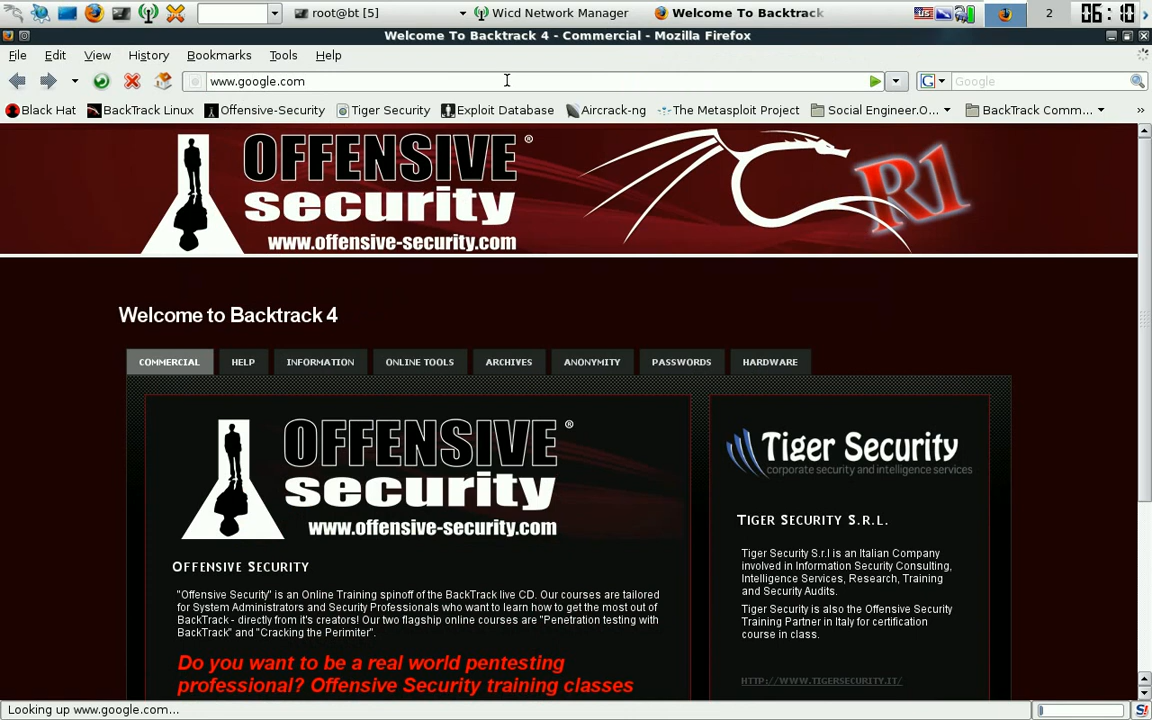 root@bt [5]
Wicd Network Manager
Welcome To Backtrack
2
06:10
Welcome To Backtrack 4 - Commercial - Mozilla Firefox
File Edit View History Bookmarks Tools Help
www.google.com
G
Google
Black Hat
BackTrack Linux
Offensive-Security
Tiger Security
Exploit Database
Aircrack-ng
The Metasploit Project
Social Engineer.O...
BackTrack Comm...
»
OFFENSIVE®
security
www.offensive-security.com
R1
Welcome to Backtrack 4
COMMERCIAL
HELP
INFORMATION
ONLINE TOOLS
ARCHIVES
ANONYMITY
PASSWORDS
HARDWARE
OFFENSIVE®
security
www.offensive-security.com
OFFENSIVE SECURITY
"Offensive Security" is an Online Training spinoff of the BackTrack live CD. Our courses are tailored
for System Administrators and Security Professionals who want to learn how to get the most out of
BackTrack - directly from it's creators! Our two flagship online courses are "Penetration testing with
BackTrack" and "Cracking the Perimiter".
Do you want to be a real world pentesting
professional? Offensive Security training classes
Tiger Security
corporate security and intelligence services
TIGER SECURITY S.R.L.
Tiger Security S.r.l is an Italian Company
involved in Information Security Consulting,
Intelligence Services, Research, Training
and Security Audits.
Tiger Security is also the Offensive Security
Training Partner in Italy for certification
course in class.
HTTP://WWW.TIGERSECURITY.IT/
Looking up www.google.com...
S!